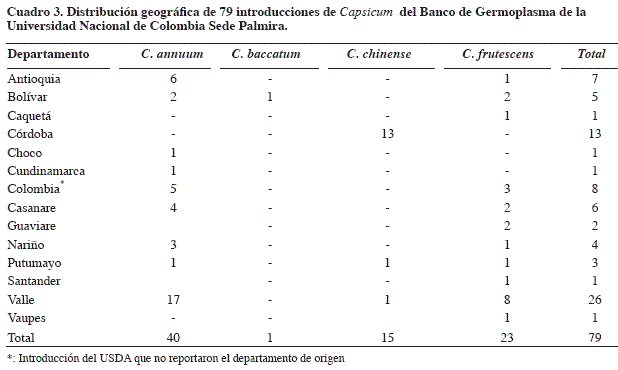 Cuadro 3. Distribución geográfica de 79 introducciones de Capsicum del Banco de Germoplasma de la
Universidad Nacional de Colombia Sede Palmira.
Departamento C. annuum C. baccatum C. chinense C. frutescens Total
Antioquia 6 - - 1 7
Bolívar 2 1 - 2 5
Caquetá - - - 1 1
Córdoba - - 13 - 13
Choco 1 - - - 1
Cundinamarca 1 - - - 1
Colombia* 5 - - 3 8
Casanare 4 - - 2 6
Guaviare - - 2 2
Nariño 3 - - 1 4
Putumayo 1 - 1 1 3
Santander - - 1 1
Valle 17 - 1 8 26
Vaupes - - - 1 1
Total 40 1 15 23 79
*: Introducción del USDA que no reportaron el departamento de origen